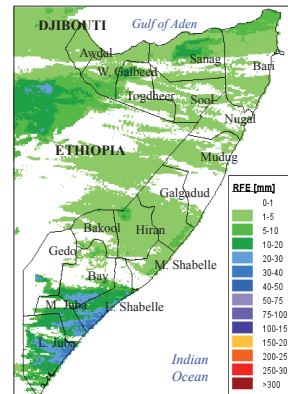 DJIBOUTI
Gulf of Aden
Awdal
Sanag
Bari
W. Galbeed
Togdheer
Sool
Nugal
ETHIOPIA
Mudug
Galgadud
Bakool
Hiran
Gedo
Bay
M. Shabelle
M. Juba
L. Shabelle
L. Juba
Indian
Ocean
RFE [mm]
0-1
1-5
5-10
10-20
20-30
30-40
40-50
50-75
75-100
100-15
150-20
200-25
250-30
>300